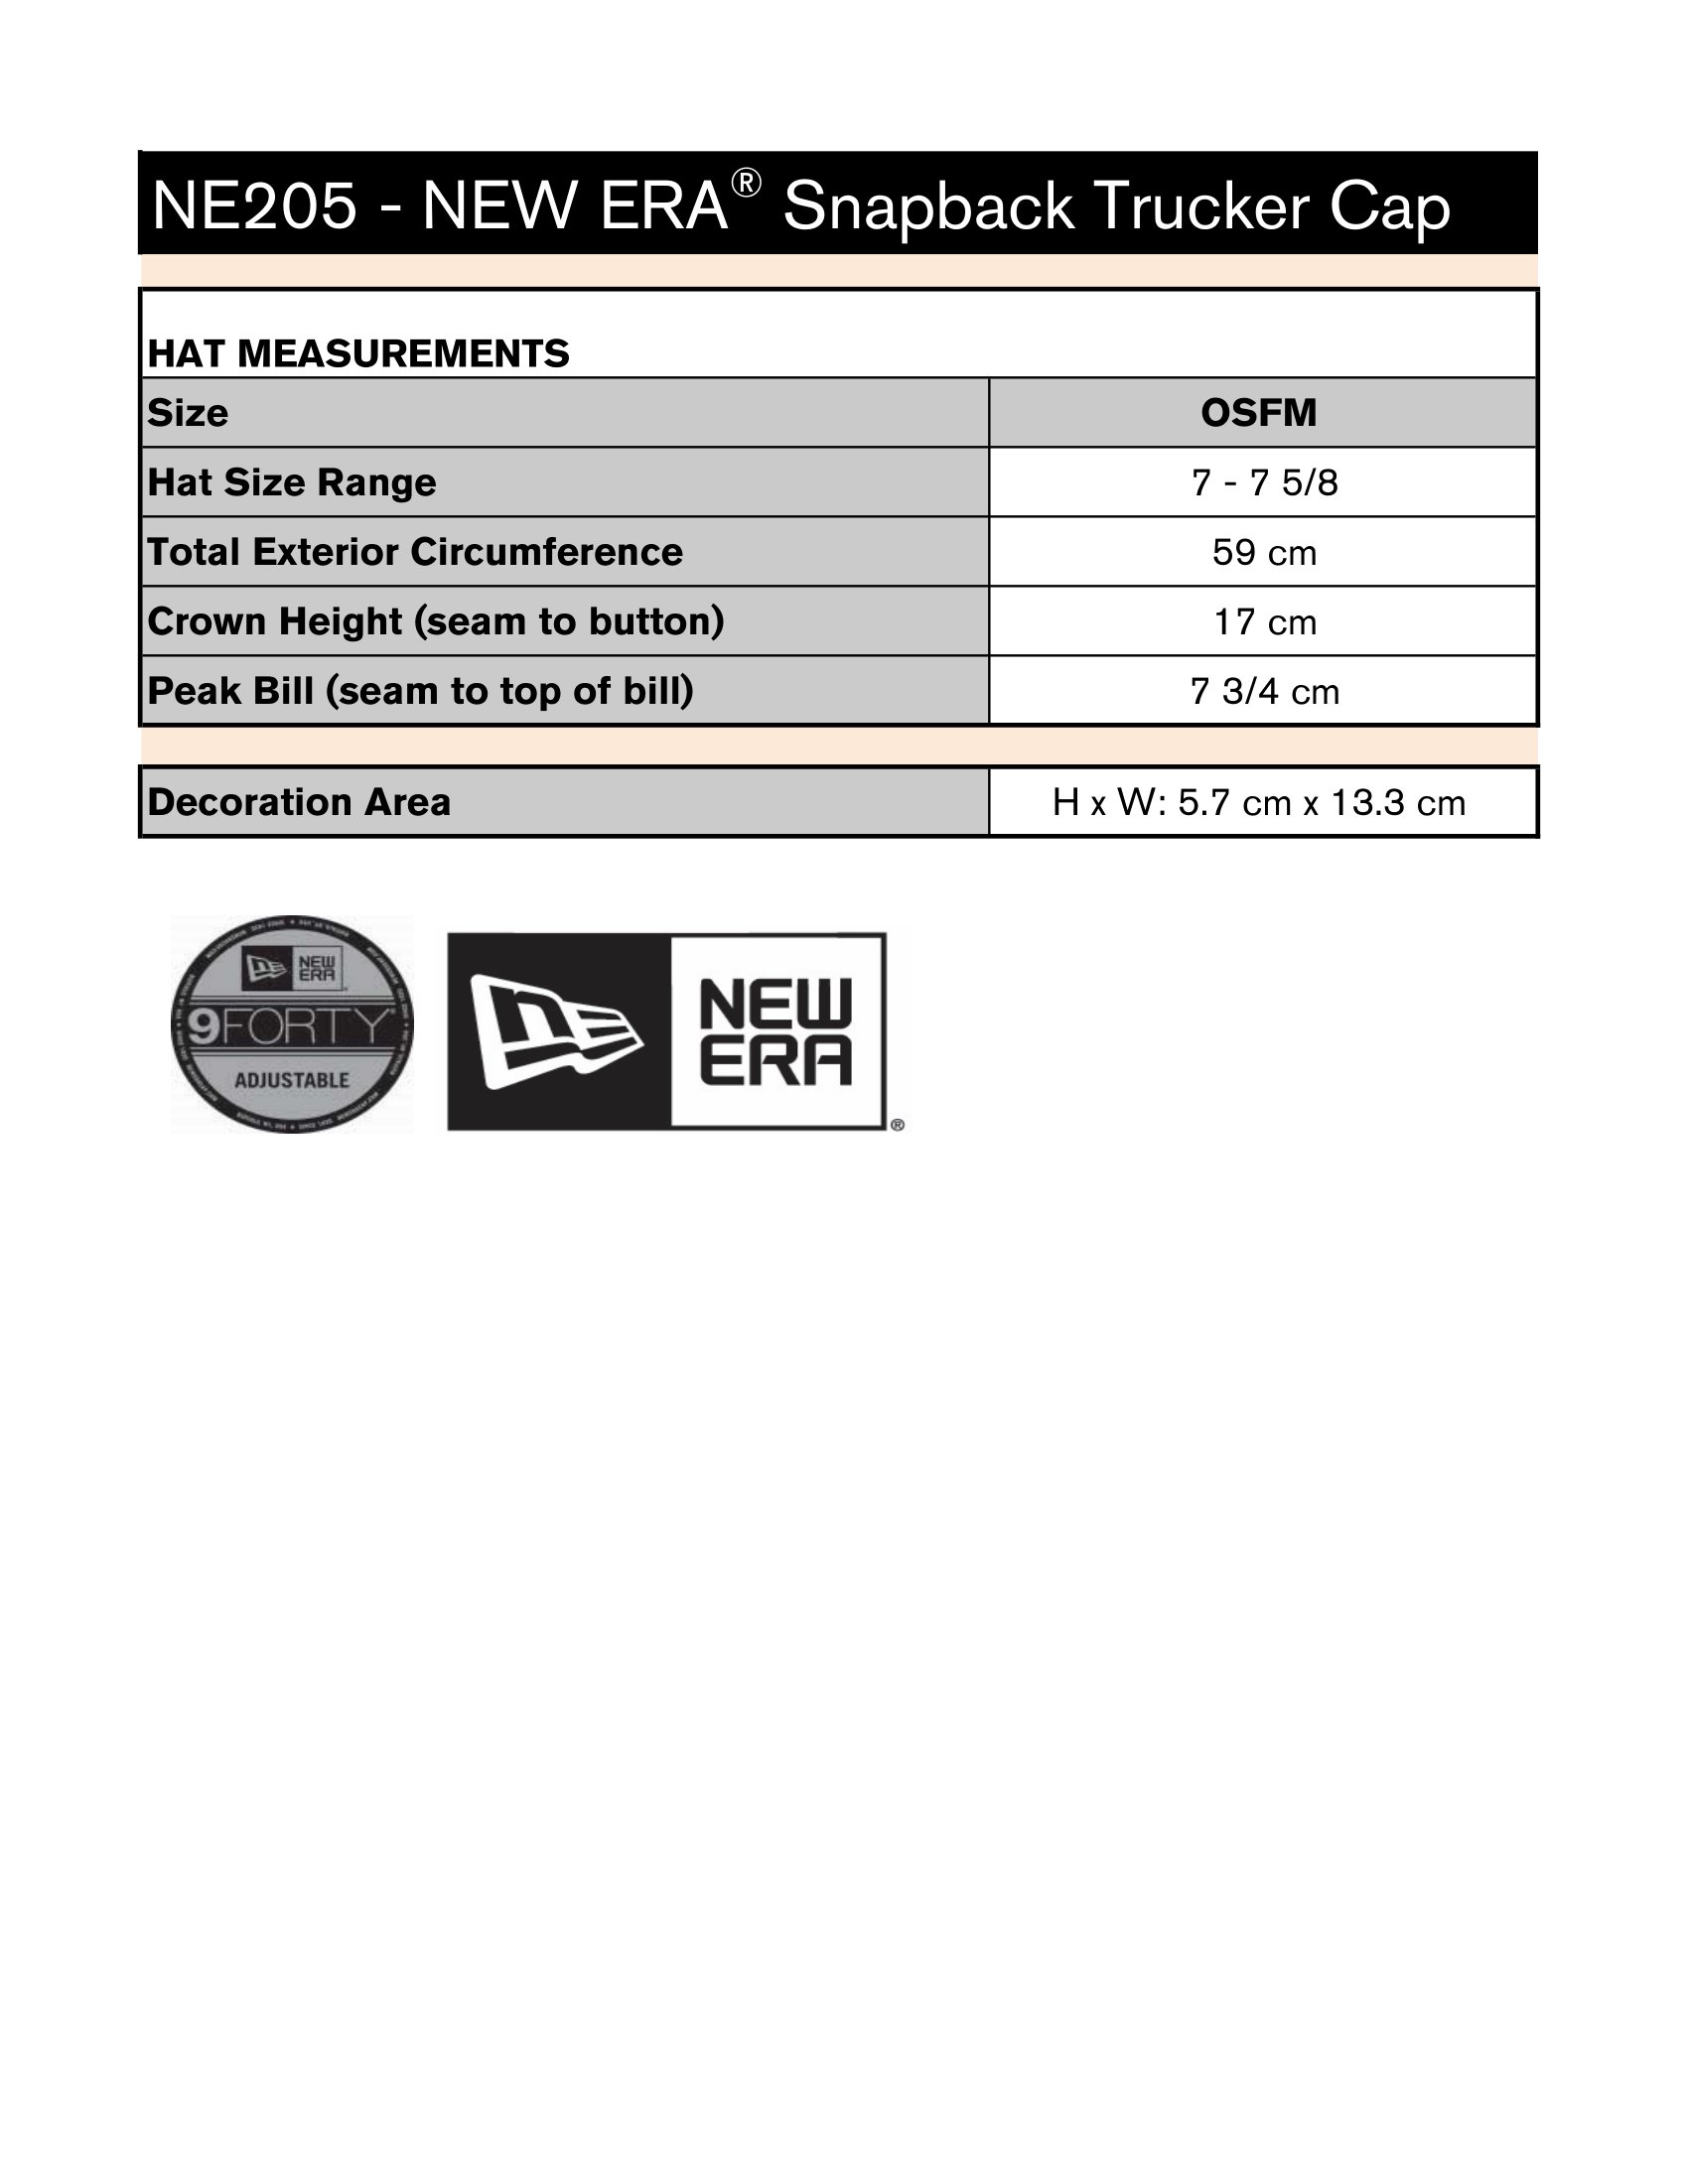 NE205 - NEW ERA® Snapback Trucker Cap
HAT MEASUREMENTS
Size OSFM
Hat Size Range 7 - 7 5/8
Total Exterior Circumference 59 cm
Crown Height (seam to button) 17 cm
Peak Bill (seam to top of bill) 7 3/4 cm
Decoration Area H x W: 5.7 cm x 13.3 cm
NEW
ERA
9FORTY
ADJUSTABLE
NEW
ERA
®